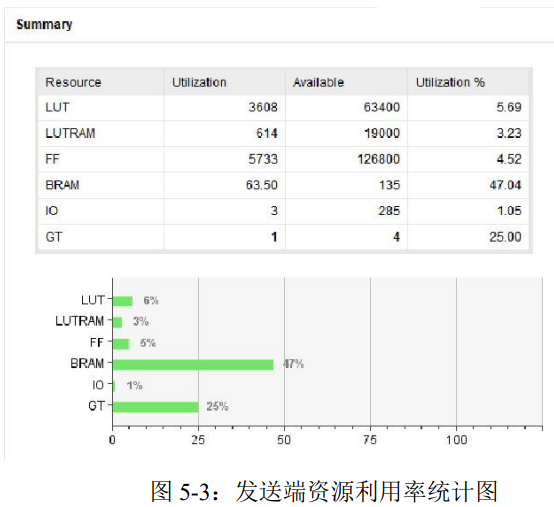 Summary
Resource Utilization Available Utilization %
LUT 3608 63400 5.69
LUTRAM 614 19000 3.23
FF 5733 126800 4.52
BRAM 63.50 135 47.04
IO 3 285 1.05
GT 1 4 25.00
LUT 6%
LUTRAM 3%
FF 5%
BRAM 47%
IO 1%
GT 25%
0 25 50 75 100
图 5-3：发送端资源利用率统计图